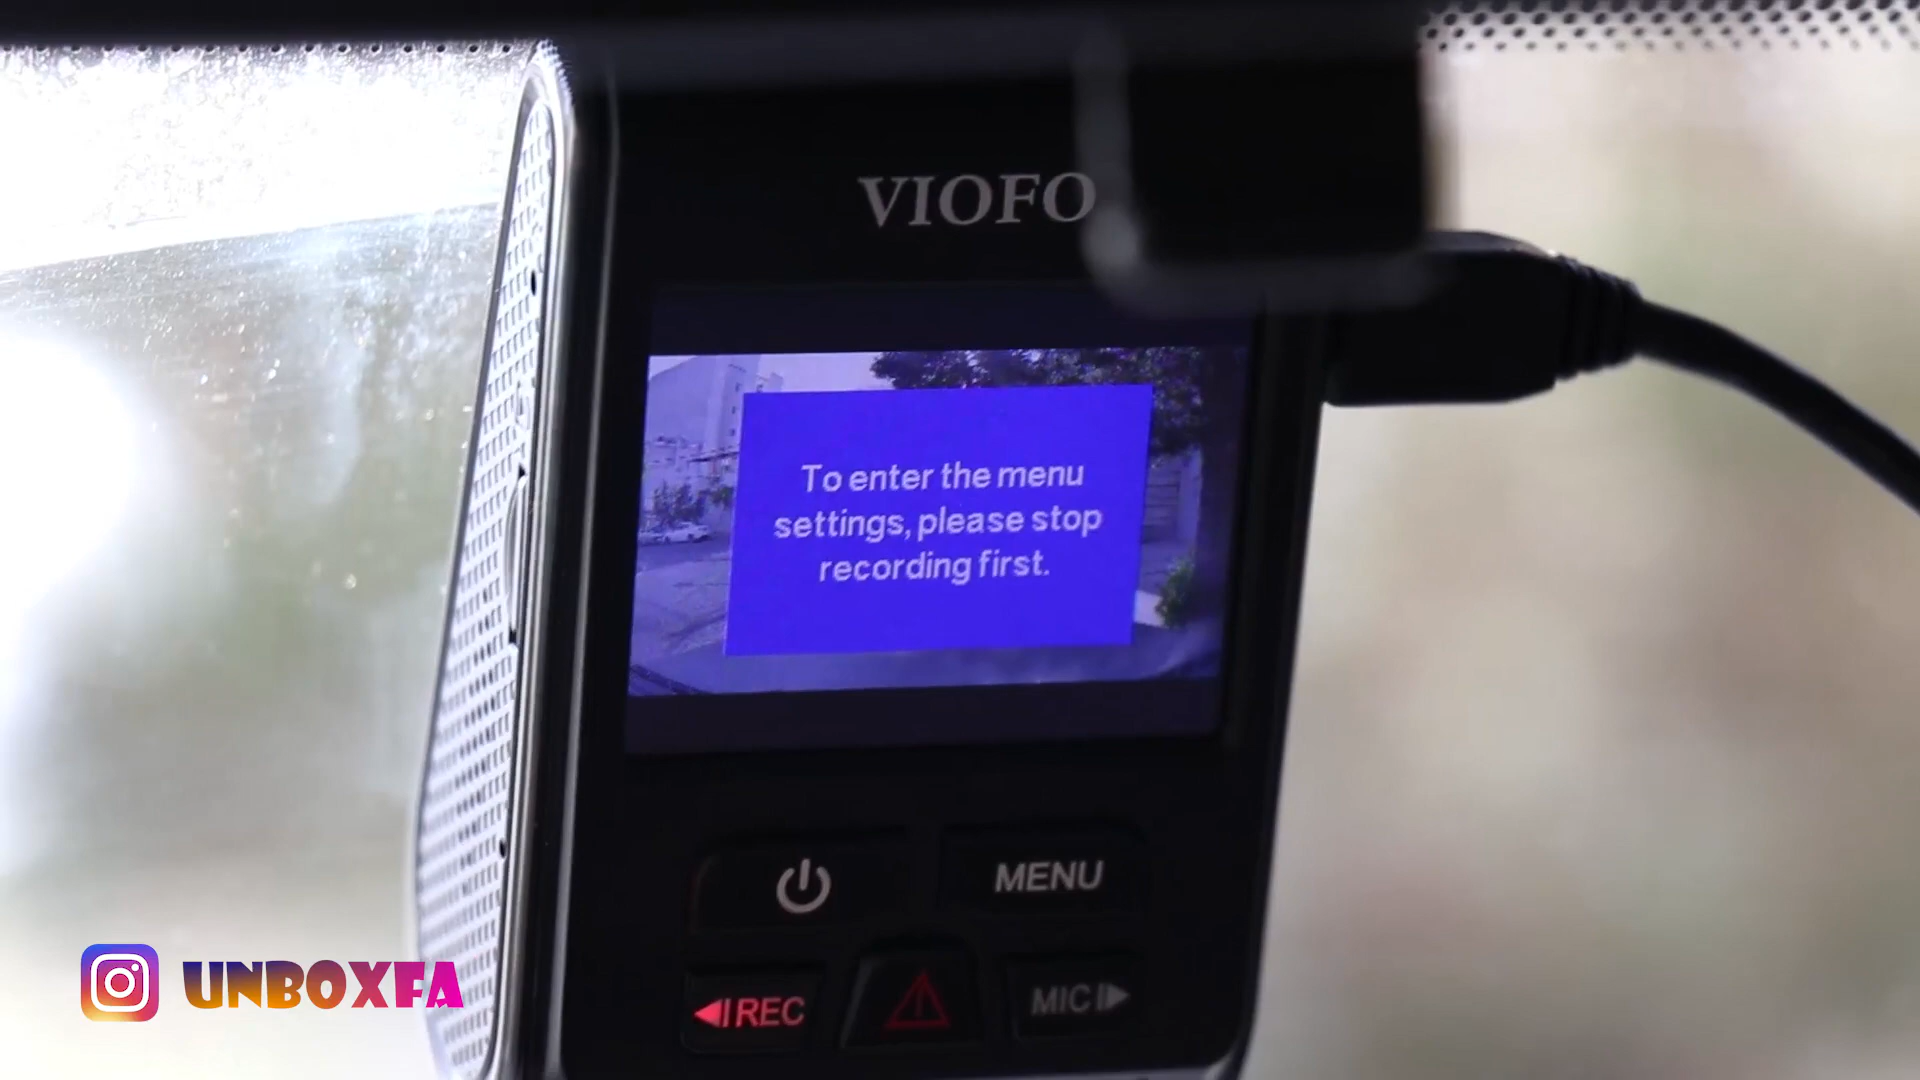 VIOFO
To enter the menu
settings, please stop
recording first.
MENU
REC
MIC
UNBOXFA